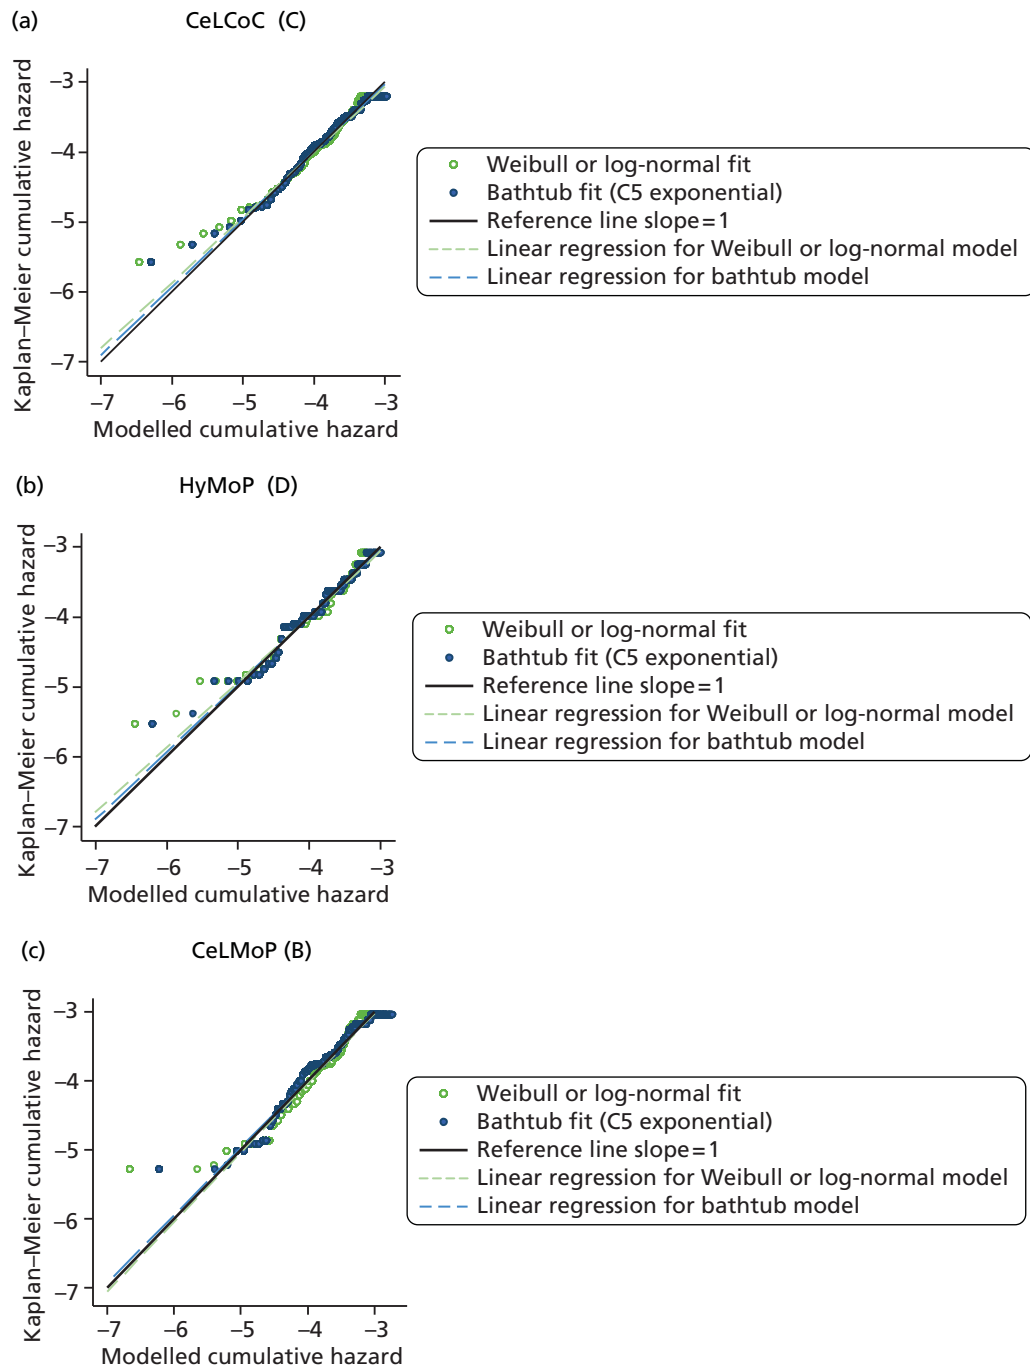 (a)
CeLCoC (C)
Kaplan–Meier cumulative hazard
–3
–4
–5
–6
–7
–7 –6 –5 –4 –3
Modelled cumulative hazard
Weibull or log-normal fit
Bathtub fit (C5 exponential)
Reference line slope=1
Linear regression for Weibull or log-normal model
Linear regression for bathtub model
(b)
HyMoP (D)
Kaplan–Meier cumulative hazard
–3
–4
–5
–6
–7
–7 –6 –5 –4 –3
Modelled cumulative hazard
Weibull or log-normal fit
Bathtub fit (C5 exponential)
Reference line slope=1
Linear regression for Weibull or log-normal model
Linear regression for bathtub model
(c)
CeLMoP (B)
Kaplan–Meier cumulative hazard
–3
–4
–5
–6
–7
–7 –6 –5 –4 –3
Modelled cumulative hazard
Weibull or log-normal fit
Bathtub fit (C5 exponential)
Reference line slope=1
Linear regression for Weibull or log-normal model
Linear regression for bathtub model